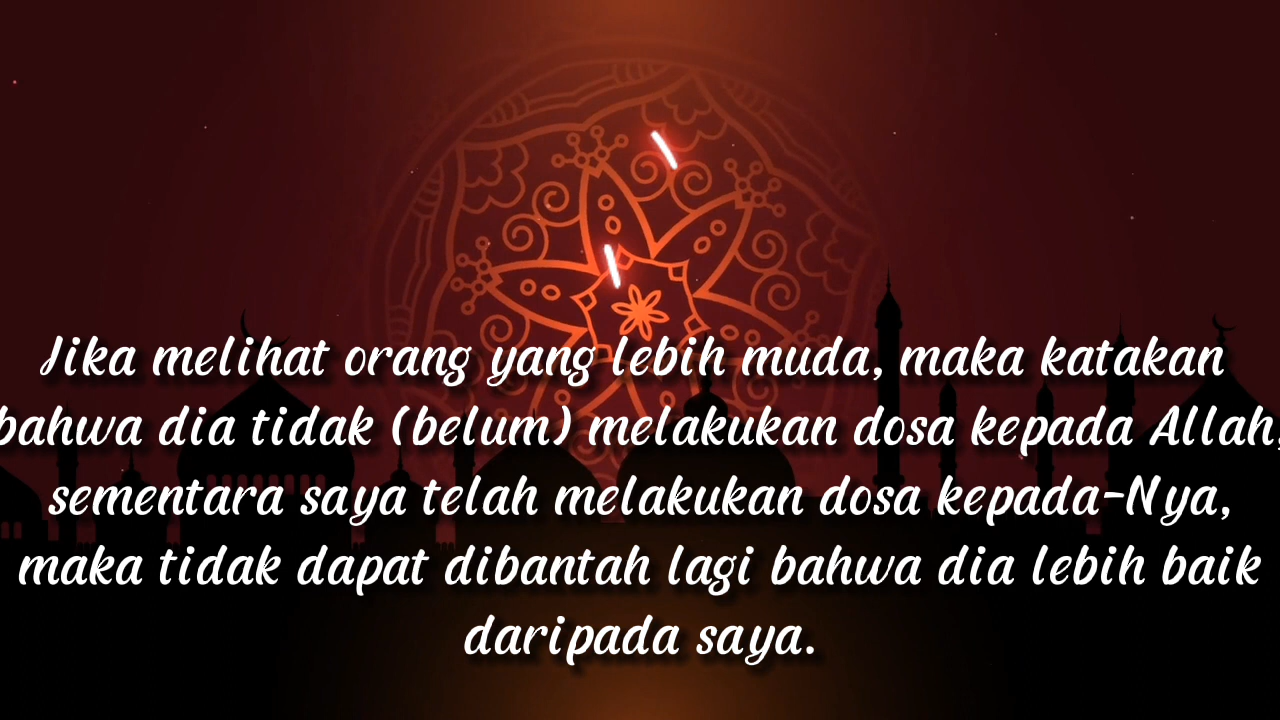 Jika melihat orang yang lebih muda, maka katakan
bahwa dia tidak (belum) melakukan dosa kepada Allah,
sementara saya telah melakukan dosa kepada-Nya,
maka tidak dapat dibantah lagi bahwa dia lebih baik
daripada saya.